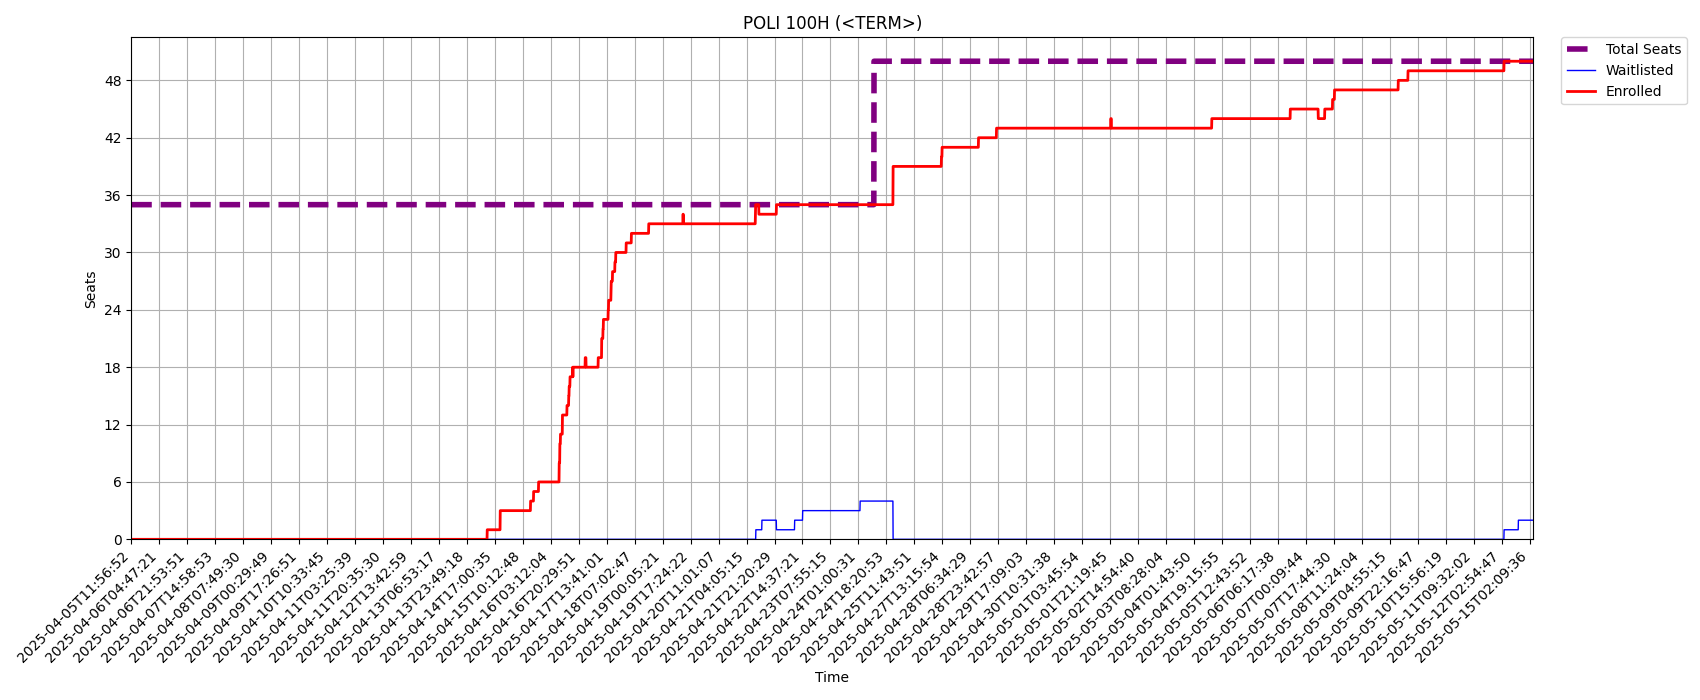 POLI 100H (<TERM>)
Total Seats
Waitlisted
Enrolled
48
42
36
30
24
18
12
6
0
Seats
2025-04-05T11:56:52
2025-04-06T04:47:21
2025-04-06T21:53:51
2025-04-07T14:58:53
2025-04-08T07:49:30
2025-04-09T00:29:49
2025-04-09T17:26:51
2025-04-10T10:33:45
2025-04-11T03:25:39
2025-04-11T20:35:30
2025-04-12T13:42:59
2025-04-13T06:53:17
2025-04-13T23:49:18
2025-04-14T17:00:35
2025-04-15T10:12:48
2025-04-16T03:12:04
2025-04-16T20:29:51
2025-04-17T13:41:01
2025-04-18T07:02:47
2025-04-19T00:05:21
2025-04-19T17:24:22
2025-04-20T11:01:07
2025-04-21T04:05:15
2025-04-21T21:20:29
2025-04-22T14:37:21
2025-04-23T07:55:15
2025-04-24T01:00:31
2025-04-24T18:20:53
2025-04-25T11:43:51
2025-04-27T13:15:54
2025-04-28T06:34:29
2025-04-28T23:42:57
2025-04-29T17:09:03
2025-04-30T10:31:38
2025-05-01T03:45:54
2025-05-01T21:19:45
2025-05-02T14:54:40
2025-05-03T08:28:04
2025-05-04T01:43:50
2025-05-04T19:15:55
2025-05-05T12:43:52
2025-05-06T06:17:38
2025-05-07T00:09:44
2025-05-07T17:44:30
2025-05-08T11:24:04
2025-05-09T04:55:15
2025-05-09T22:16:47
2025-05-10T15:56:19
2025-05-11T09:32:02
2025-05-12T02:54:47
2025-05-15T02:09:36
Time